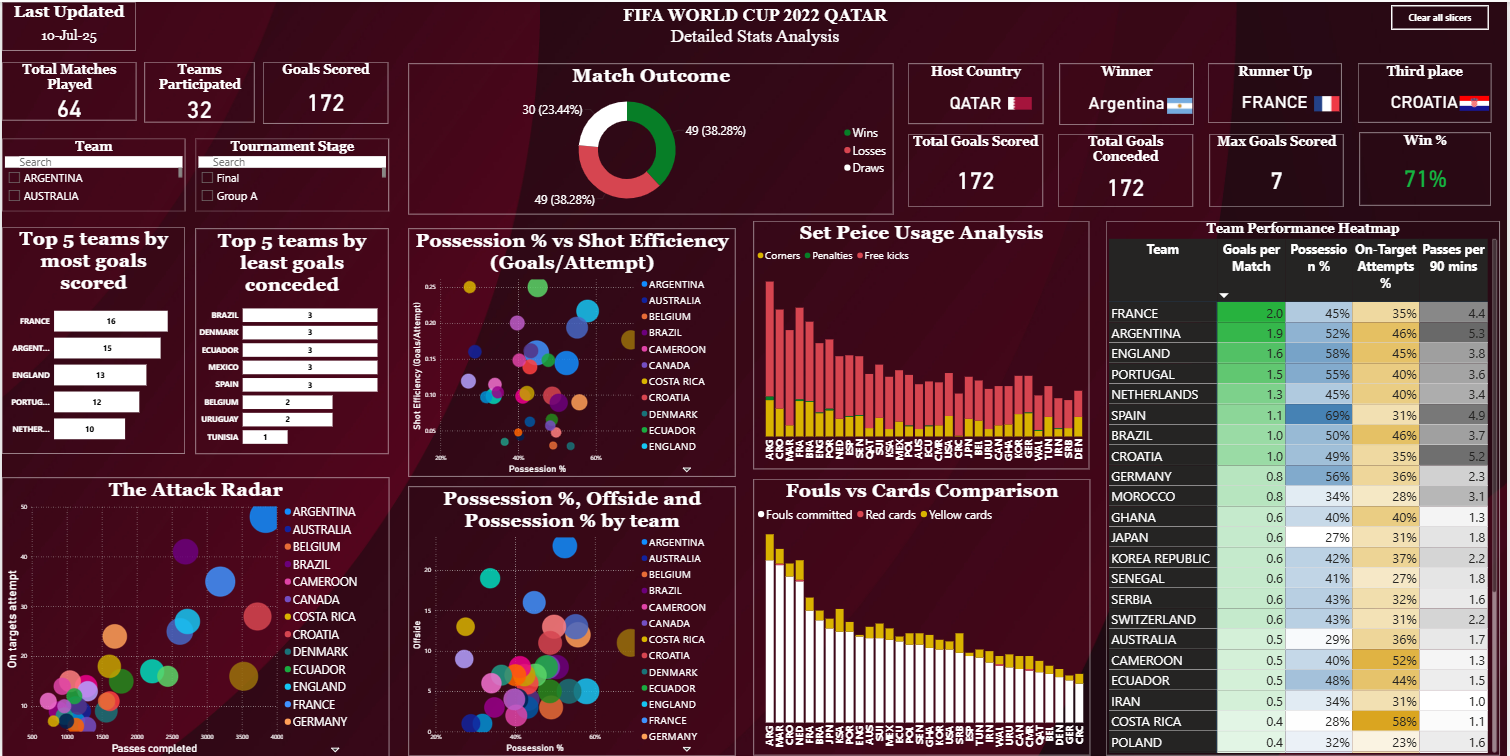 Last Updated
10-Jul-25
FIFA WORLD CUP 2022 QATAR
Detailed Stats Analysis
Clear all slicers
Total Matches
Played
64
Teams
Participated
32
Goals Scored
172
Match Outcome
30 (23.44%)
49 (38.28%)
49 (38.28%)
Wins
Losses
Draws
Host Country
QATAR
Winner
Argentina
Runner Up
FRANCE
Third place
CROATIA
Total Goals Scored
172
Total Goals
Conceded
172
Max Goals Scored
7
Win %
71%
Team
Search
ARGENTINA
AUSTRALIA
Tournament Stage
Search
Final
Group A
Top 5 teams by
most goals
scored
FRANCE 16
ARGENT... 15
ENGLAND 13
PORTUG... 12
NETHER... 10
Top 5 teams by
least goals
conceded
BRAZIL 3
DENMARK 3
ECUADOR 3
MEXICO 3
SPAIN 3
BELGIUM 2
URUGUAY 2
TUNISIA 1
Possession % vs Shot Efficiency
(Goals/Attempt)
Shot Efficiency (Goals/Attempt)
0.25
0.20
0.15
0.10
0.05
20% 40% 60%
Possession %
ARGENTINA
AUSTRALIA
BELGIUM
BRAZIL
CAMEROON
CANADA
COSTA RICA
CROATIA
DENMARK
ECUADOR
ENGLAND
Set Peice Usage Analysis
Corners Penalties Free kicks
ARG CRO MAR FRA BRA ENG POR NED ESP SEN QAT SUI KSA MEX POL AUS ECU CMR USA CRC JPN BEL URU CAN GHA KOR GER WAL TUN IRN SRB DEN
Team Performance Heatmap
Team Goals per Match Possessio n % On-Target Attempts % Passes per 90 mins
FRANCE 2.0 45% 35% 4.4
ARGENTINA 1.9 52% 46% 5.3
ENGLAND 1.6 58% 45% 3.8
PORTUGAL 1.5 55% 40% 3.6
NETHERLANDS 1.3 45% 40% 3.4
SPAIN 1.1 69% 31% 4.9
BRAZIL 1.0 50% 46% 3.7
CROATIA 1.0 49% 35% 5.2
GERMANY 0.8 56% 36% 2.3
MOROCCO 0.8 34% 28% 3.1
GHANA 0.6 40% 40% 1.3
JAPAN 0.6 27% 31% 1.8
KOREA REPUBLIC 0.6 42% 37% 2.2
SENEGAL 0.6 41% 27% 1.8
SERBIA 0.6 43% 32% 1.6
SWITZERLAND 0.6 43% 31% 2.2
AUSTRALIA 0.5 29% 36% 1.7
CAMEROON 0.5 40% 52% 1.3
ECUADOR 0.5 48% 44% 1.5
IRAN 0.5 34% 31% 1.0
COSTA RICA 0.4 28% 58% 1.1
POLAND 0.4 32% 23% 1.6
The Attack Radar
On targets attempt
50
40
30
20
10
500 1000 1500 2000 2500 3000 3500 4000
Passes completed
ARGENTINA
AUSTRALIA
BELGIUM
BRAZIL
CAMEROON
CANADA
COSTA RICA
CROATIA
DENMARK
ECUADOR
ENGLAND
FRANCE
GERMANY
Possession %, Offside and
Possession % by team
Offside
20
15
10
5
0
20% 40% 60%
Possession %
ARGENTINA
AUSTRALIA
BELGIUM
BRAZIL
CAMEROON
CANADA
COSTA RICA
CROATIA
DENMARK
ECUADOR
ENGLAND
FRANCE
GERMANY
Fouls vs Cards Comparison
Fouls committed Red cards Yellow cards
ARG MAR CRO NED FRA BRA JPN KSA POR ENG AUS SUI MEX ECU POL SEN GHA KOR USA QAT SRB ESP TUN IRN WAL URU CAN CMR BEL DEN GER CRC